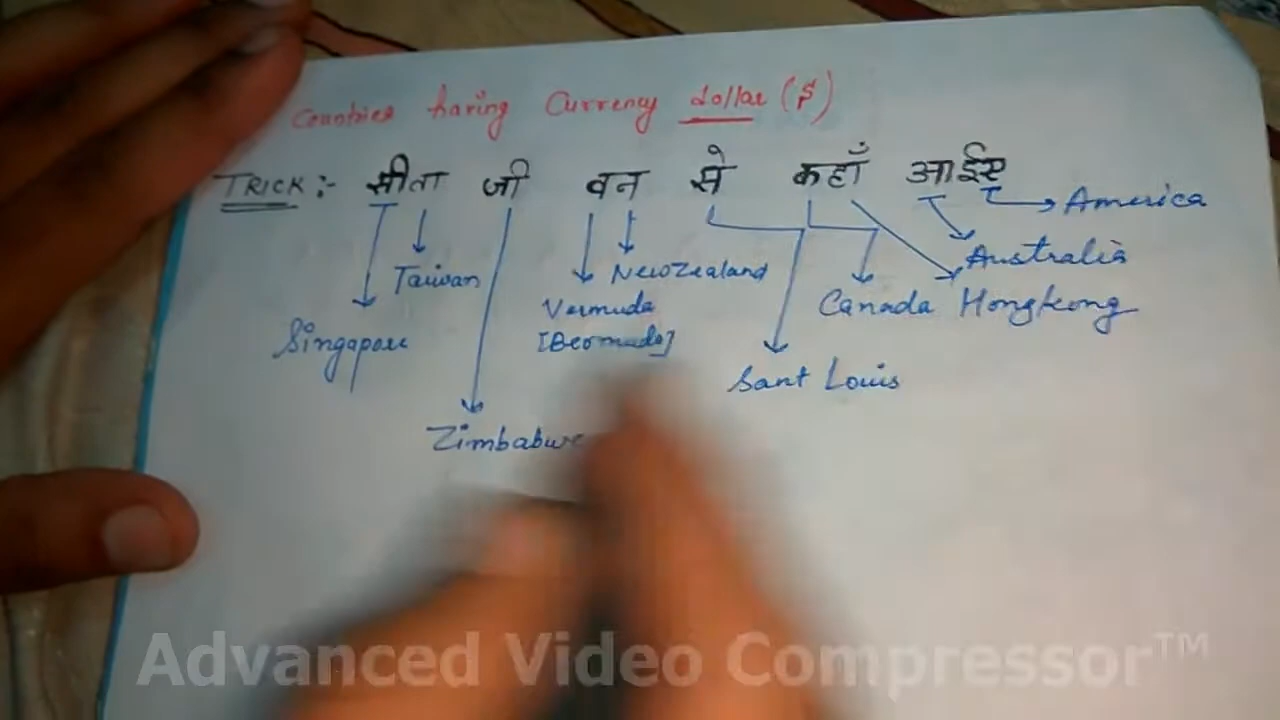 Countries having Currency dollar ($)
TRICK :- सीता जी वन से कहाँ आईए
America
Australia
Taiwan NewZealand
Vermuda Canada Hongkong
Singapore [Bermuda]
Sant Louis
Zimbabwe
Advanced Video Compressor™